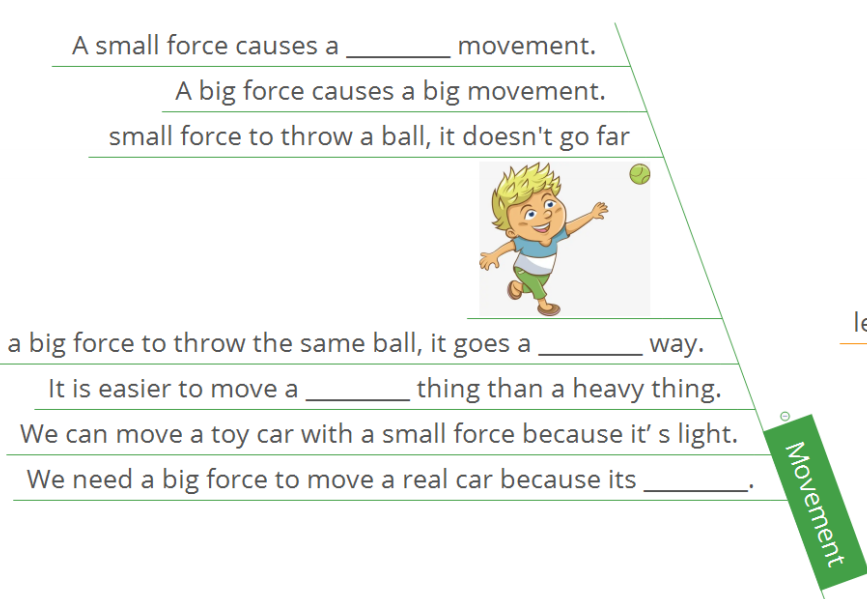 A small force causes a ________ movement.
A big force causes a big movement.
small force to throw a ball, it doesn't go far
a big force to throw the same ball, it goes a ________ way.
It is easier to move a ________ thing than a heavy thing.
We can move a toy car with a small force because it’ s light.
We need a big force to move a real car because its ________.
Movement
le